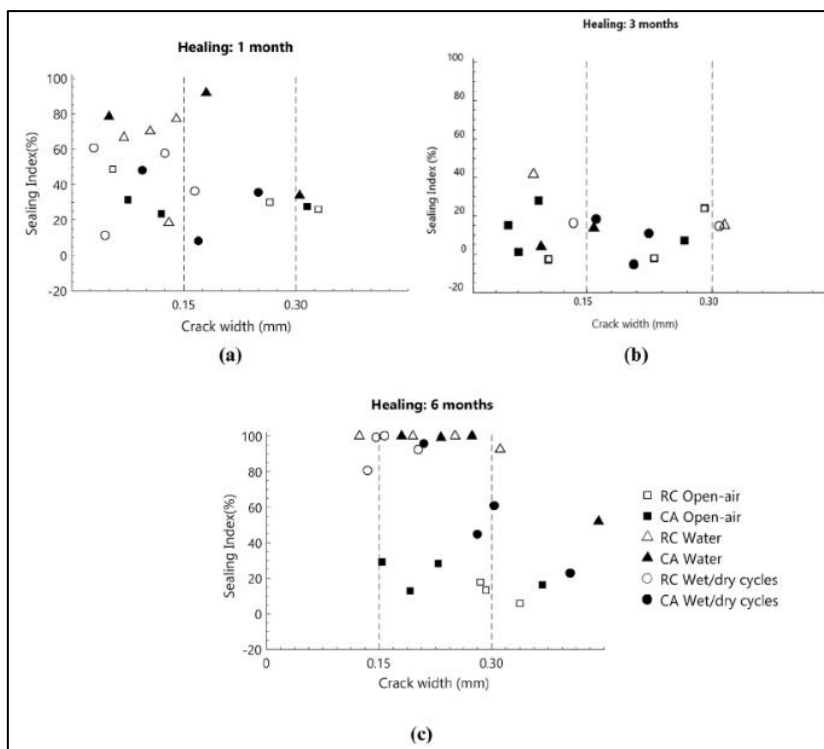 Healing: 1 month
Sealing Index(%)
100
80
60
40
20
0
-20
0.15
0.30
Crack width (mm)
(a)
Healing: 3 months
Sealing Index (%)
100
80
60
40
20
0
-20
0.15
0.30
Crack width (mm)
(b)
Healing: 6 months
Sealing Index(%)
100
80
60
40
20
0
-20
0
0.15
0.30
Crack width (mm)
RC Open-air
CA Open-air
RC Water
CA Water
RC Wet/dry cycles
CA Wet/dry cycles
(c)